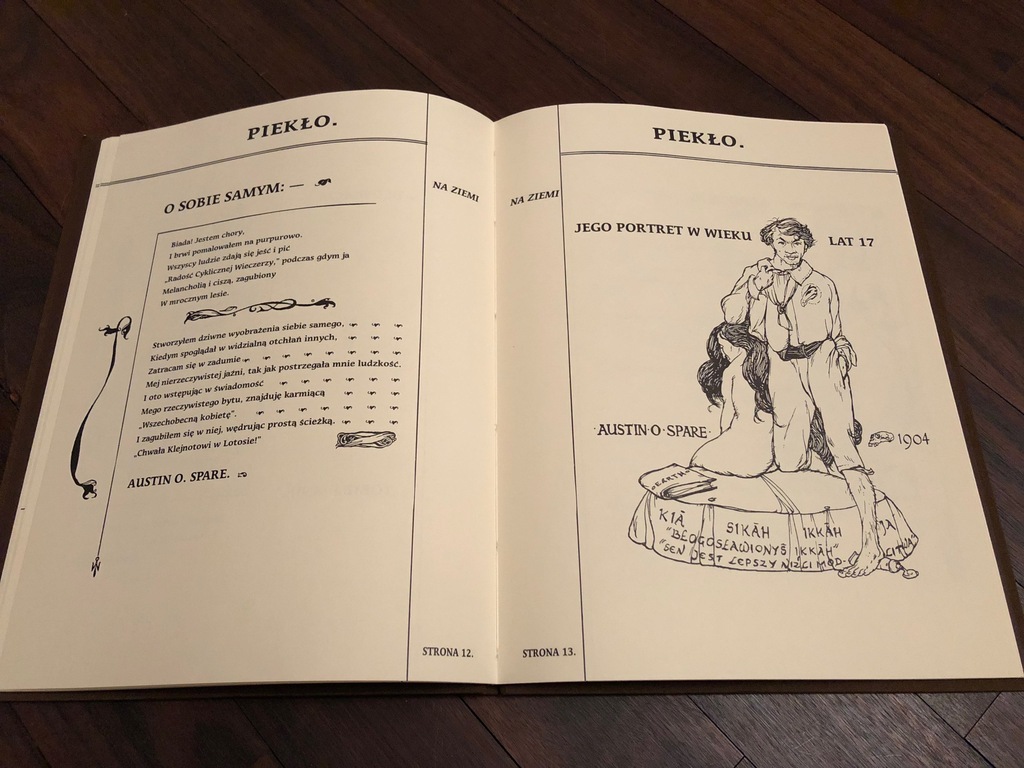 PIEKŁO.
NA ZIEMI
O SOBIE SAMYM: —
Biada! Jestem chory,
I brwi pomalowałem na purpurowo.
Wszyscy ludzie zdają się jeść i pić
„Radość Cyklicznej Wieczerzy," podczas gdym ja
Melancholią i ciszą, zagubiony
W mrocznym lesie.
Stworzyłem dziwne wyobrażenia siebie samego,
Kiedym spoglądał w widzialną otchłań innych,
Zatracam się w zadumie
Mej nierzeczywistej jaźni, tak jak postrzegała mnie ludzkość.
I oto wstępując w świadomość
Mego rzeczywistego bytu, znajduję karmiącą
„Wszechobecną kobietę".
I zagubiłem się w niej, wędrując prostą ścieżką.
„Chwała Klejnotowi w Lotosie!"
AUSTIN O. SPARE.
STRONA 12.
PIEKŁO.
NA ZIEMI
JEGO PORTRET W WIEKU LAT 17
AUSTIN·O·SPARE
1904
KIĀ SIKĀH IKKĀH JA
"BŁOGOSŁAWIONYŚ IKKĀH"
"SEN JEST LEPSZY NIŹLI MOD-LITWA"
STRONA 13.